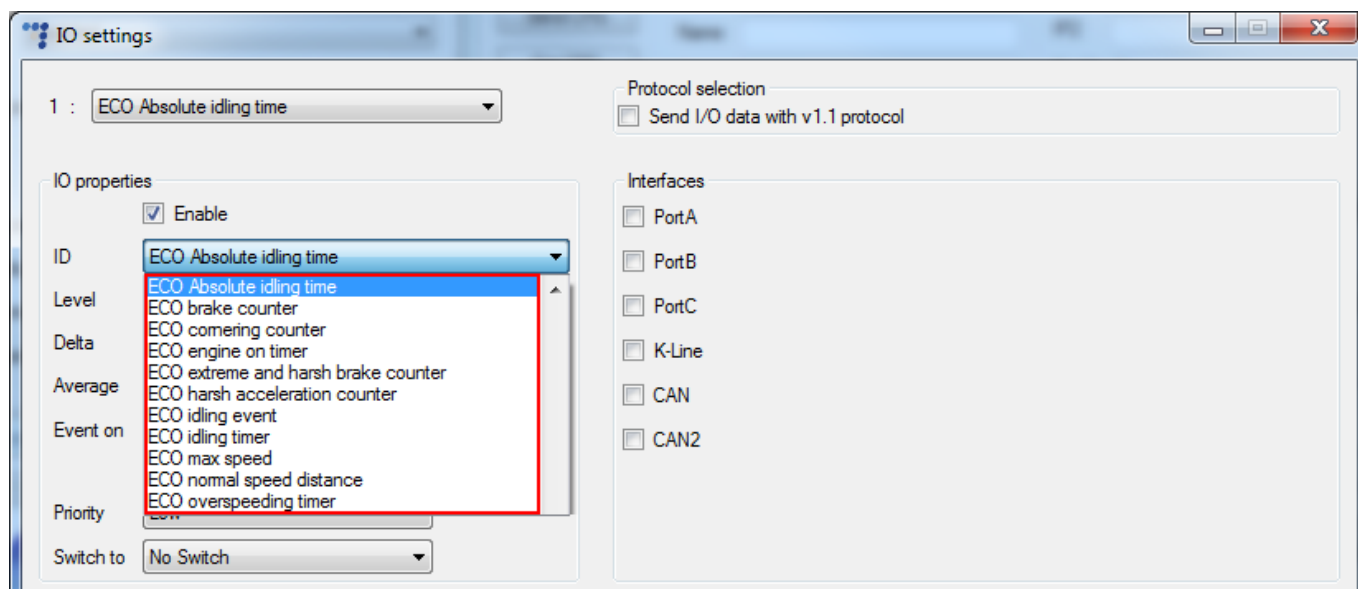 IO settings
1 : ECO Absolute idling time
Protocol selection
Send I/O data with v1.1 protocol
IO properties
Enable
ID ECO Absolute idling time
Level
Delta
Average
Event on
Priority
Switch to No Switch
ECO Absolute idling time
ECO brake counter
ECO cornering counter
ECO engine on timer
ECO extreme and harsh brake counter
ECO harsh acceleration counter
ECO idling event
ECO idling timer
ECO max speed
ECO normal speed distance
ECO overspeeding timer
Interfaces
PortA
PortB
PortC
K-Line
CAN
CAN2